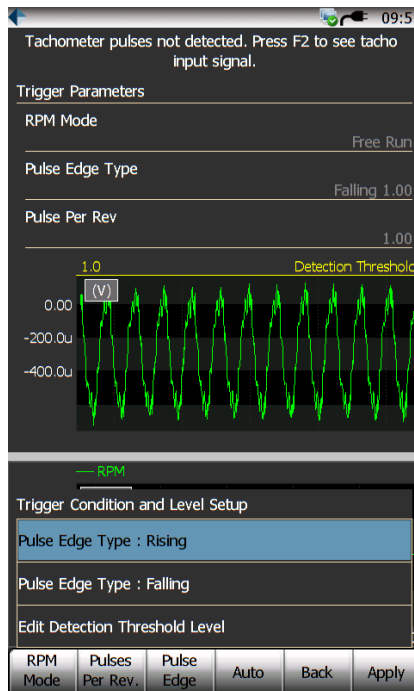 09:5
Tachometer pulses not detected. Press F2 to see tacho
input signal.
Trigger Parameters
RPM Mode
Free Run
Pulse Edge Type
Falling 1.00
Pulse Per Rev
1.00
1.0 Detection Threshold
(V)
0.00
-200.0u
-400.0u
RPM
Trigger Condition and Level Setup
Pulse Edge Type : Rising
Pulse Edge Type : Falling
Edit Detection Threshold Level
RPM Mode
Pulses Per Rev.
Pulse Edge
Auto
Back
Apply